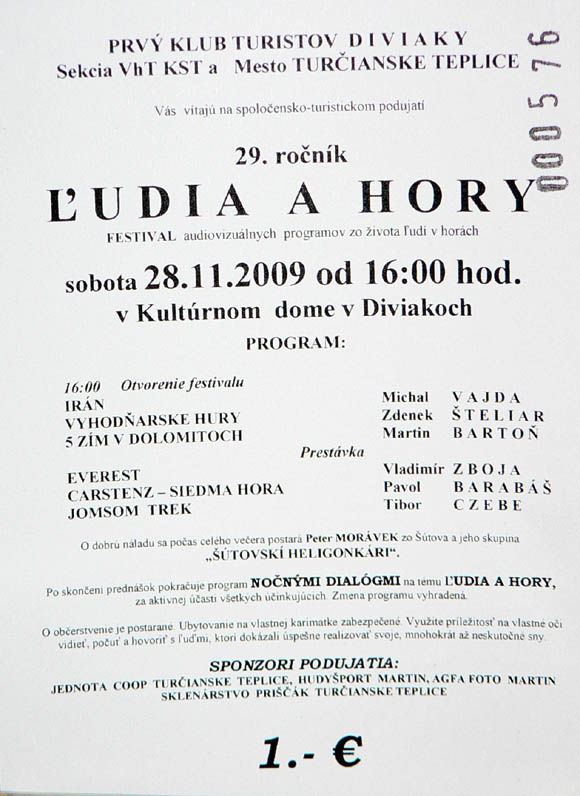 PRVÝ KLUB TURISTOV D I V I A K Y
Sekcia VhT KST a Mesto TURČIANSKE TEPLICE
000576
Vás vítajú na spoločensko-turistickom podujatí
29. ročník
ĽUDIA A HORY
FESTIVAL audiovizuálnych programov zo života ľudí v horách
sobota 28.11.2009 od 16:00 hod.
v Kultúrnom dome v Diviakoch
PROGRAM:
16:00 Otvorenie festivalu
IRÁN Michal VAJDA
VYHODŇARSKE HURY Zdenek ŠTELIAR
5 ZÍM V DOLOMITOCH Martin BARTOŇ
Prestávka
EVEREST Vladimír ZBOJA
CARSTENZ – SIEDMA HORA Pavol BARABÁŠ
JOMSOM TREK Tibor CZEBE
O dobrú náladu sa počas celého večera postará Peter MORÁVEK zo Šútova a jeho skupina
„ŠÚTOVSKÍ HELIGONKÁRI“.
Po skončení prednášok pokračuje program NOČNÝMI DIALÓGMI na tému ĽUDIA A HORY,
za aktívnej účasti všetkých účinkujúcich. Zmena programu vyhradená.
O občerstvenie je postarané. Ubytovanie na vlastnej karimatke zabezpečené. Využite príležitosť na vlastné oči
vidieť, počuť a hovoriť s ľuďmi, ktorí dokázali úspešne realizovať svoje, mnohokrát až neskutočné sny.
SPONZORI PODUJATIA:
JEDNOTA COOP TURČIANSKE TEPLICE, HUDYŠPORT MARTIN, AGFA FOTO MARTIN
SKLENÁRSTVO PRIŠČÁK TURČIANSKE TEPLICE
1.- €